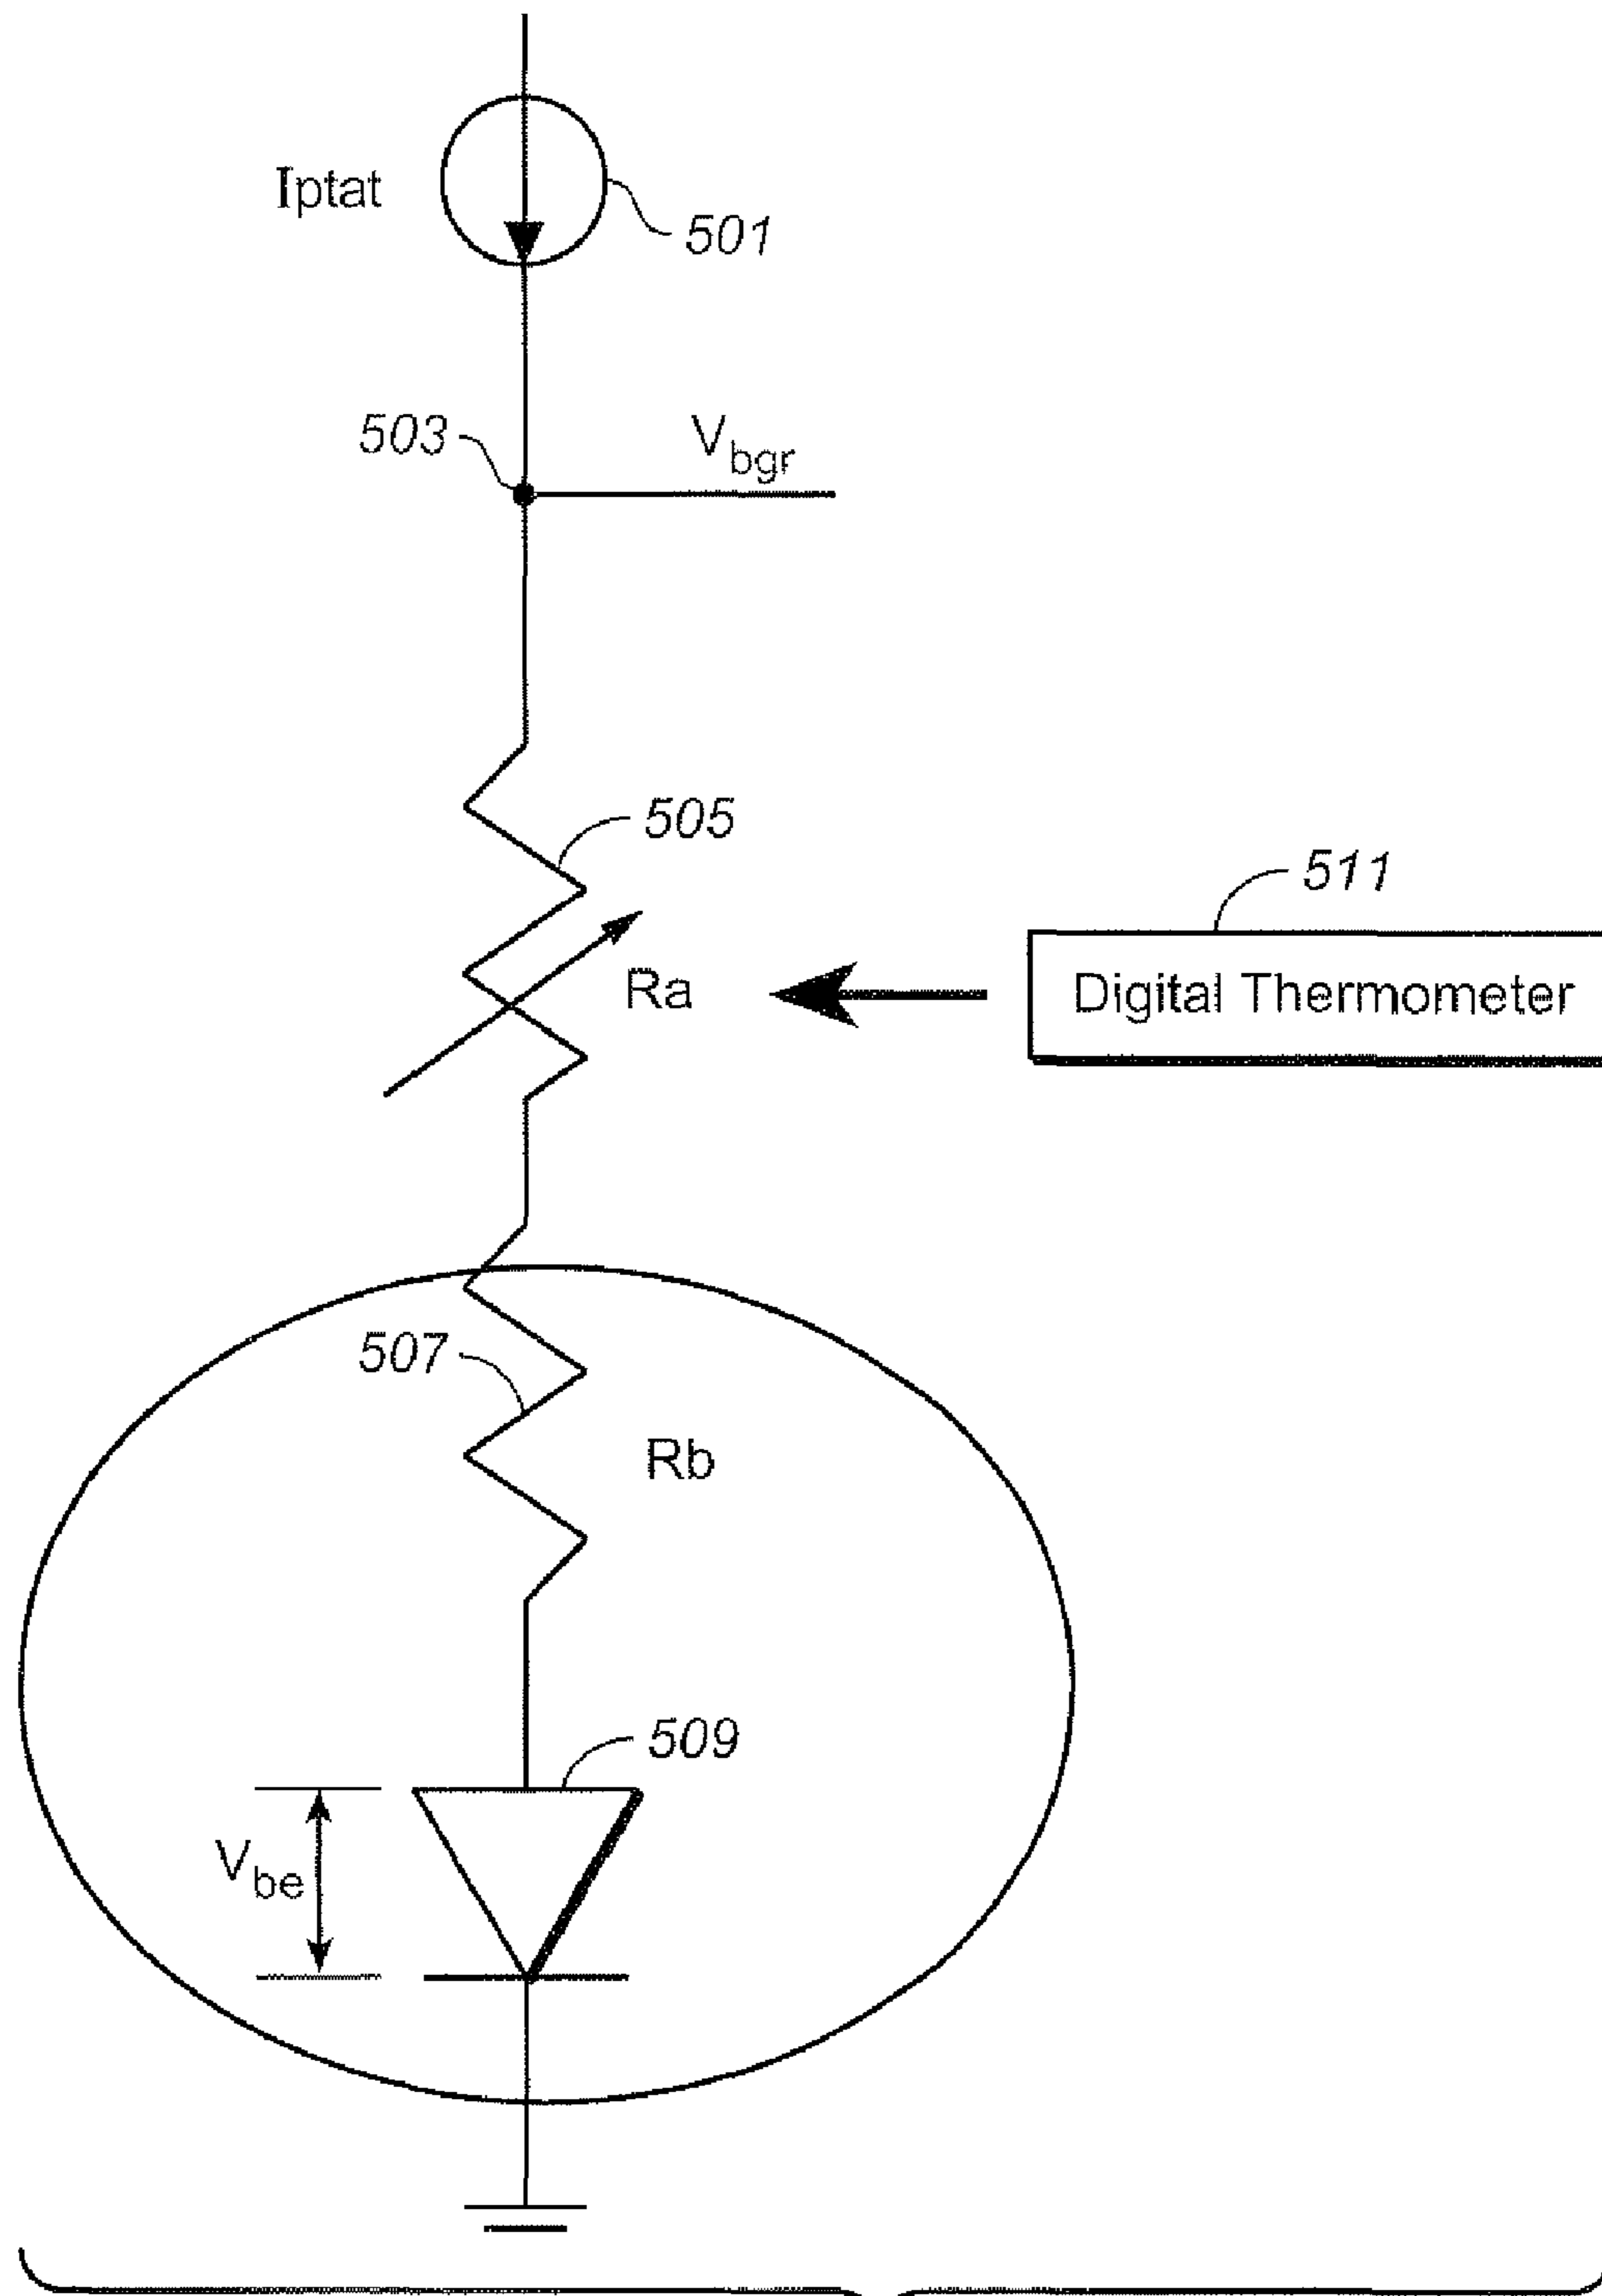 Iptat
501
503
Vbgr
505
511
Ra
Digital Thermometer
507
Rb
509
Vbe